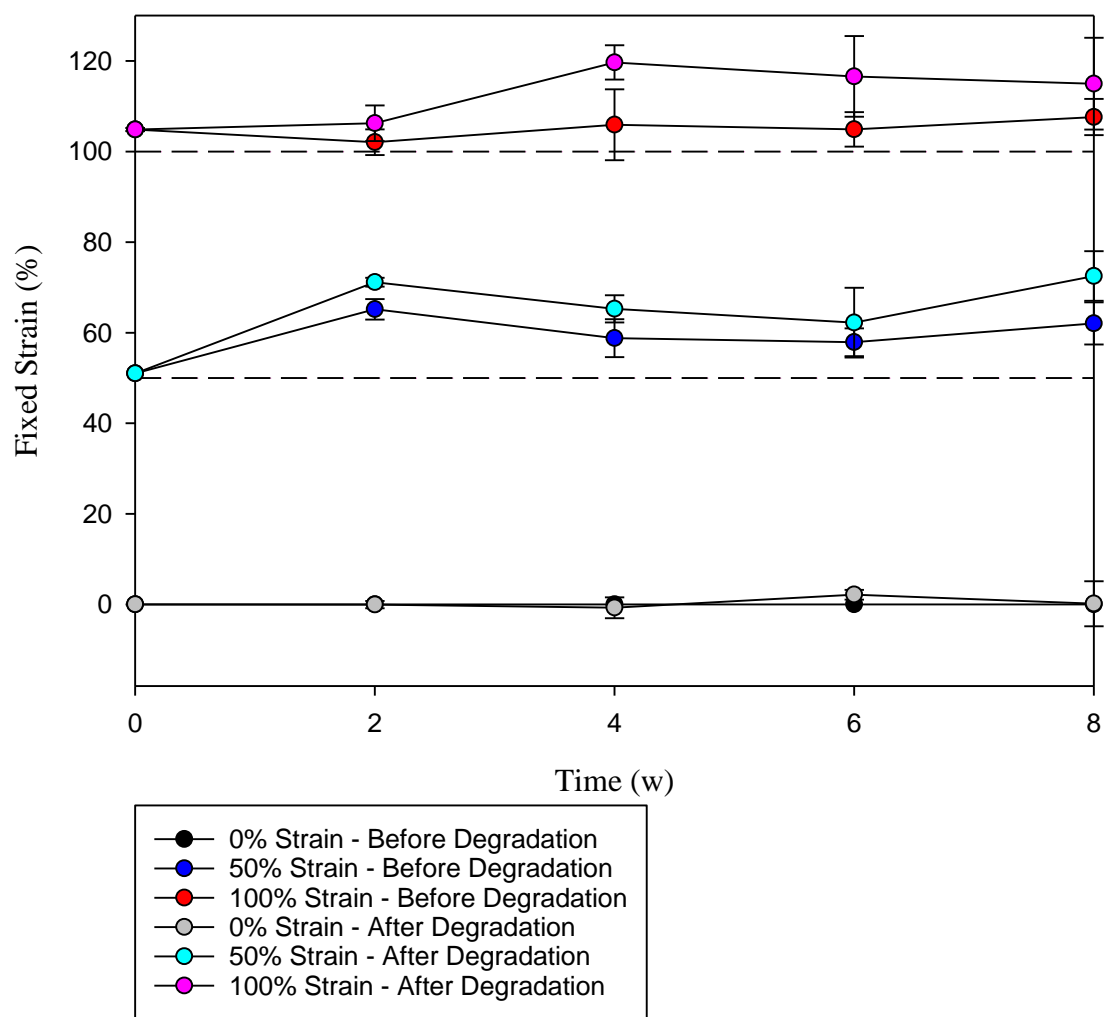 120
100
80
60
40
20
0
Fixed Strain (%)
0 2 4 6 8
Time (w)
0% Strain - Before Degradation
50% Strain - Before Degradation
100% Strain - Before Degradation
0% Strain - After Degradation
50% Strain - After Degradation
100% Strain - After Degradation